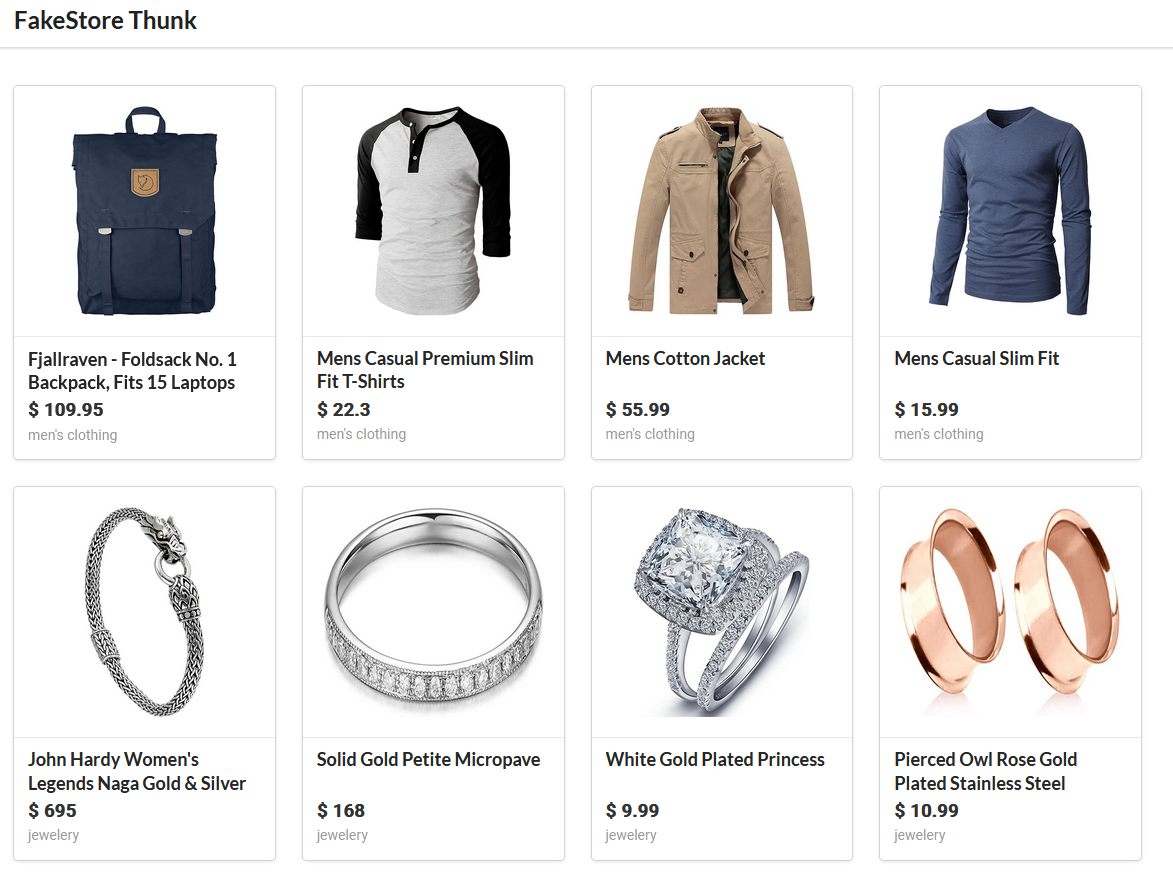 FakeStore Thunk
Fjallraven - Foldsack No. 1
Backpack, Fits 15 Laptops
$ 109.95
men's clothing
Mens Casual Premium Slim
Fit T-Shirts
$ 22.3
men's clothing
Mens Cotton Jacket
$ 55.99
men's clothing
Mens Casual Slim Fit
$ 15.99
men's clothing
John Hardy Women's
Legends Naga Gold & Silver
$ 695
jewelery
Solid Gold Petite Micropave
$ 168
jewelery
White Gold Plated Princess
$ 9.99
jewelery
Pierced Owl Rose Gold
Plated Stainless Steel
$ 10.99
jewelery